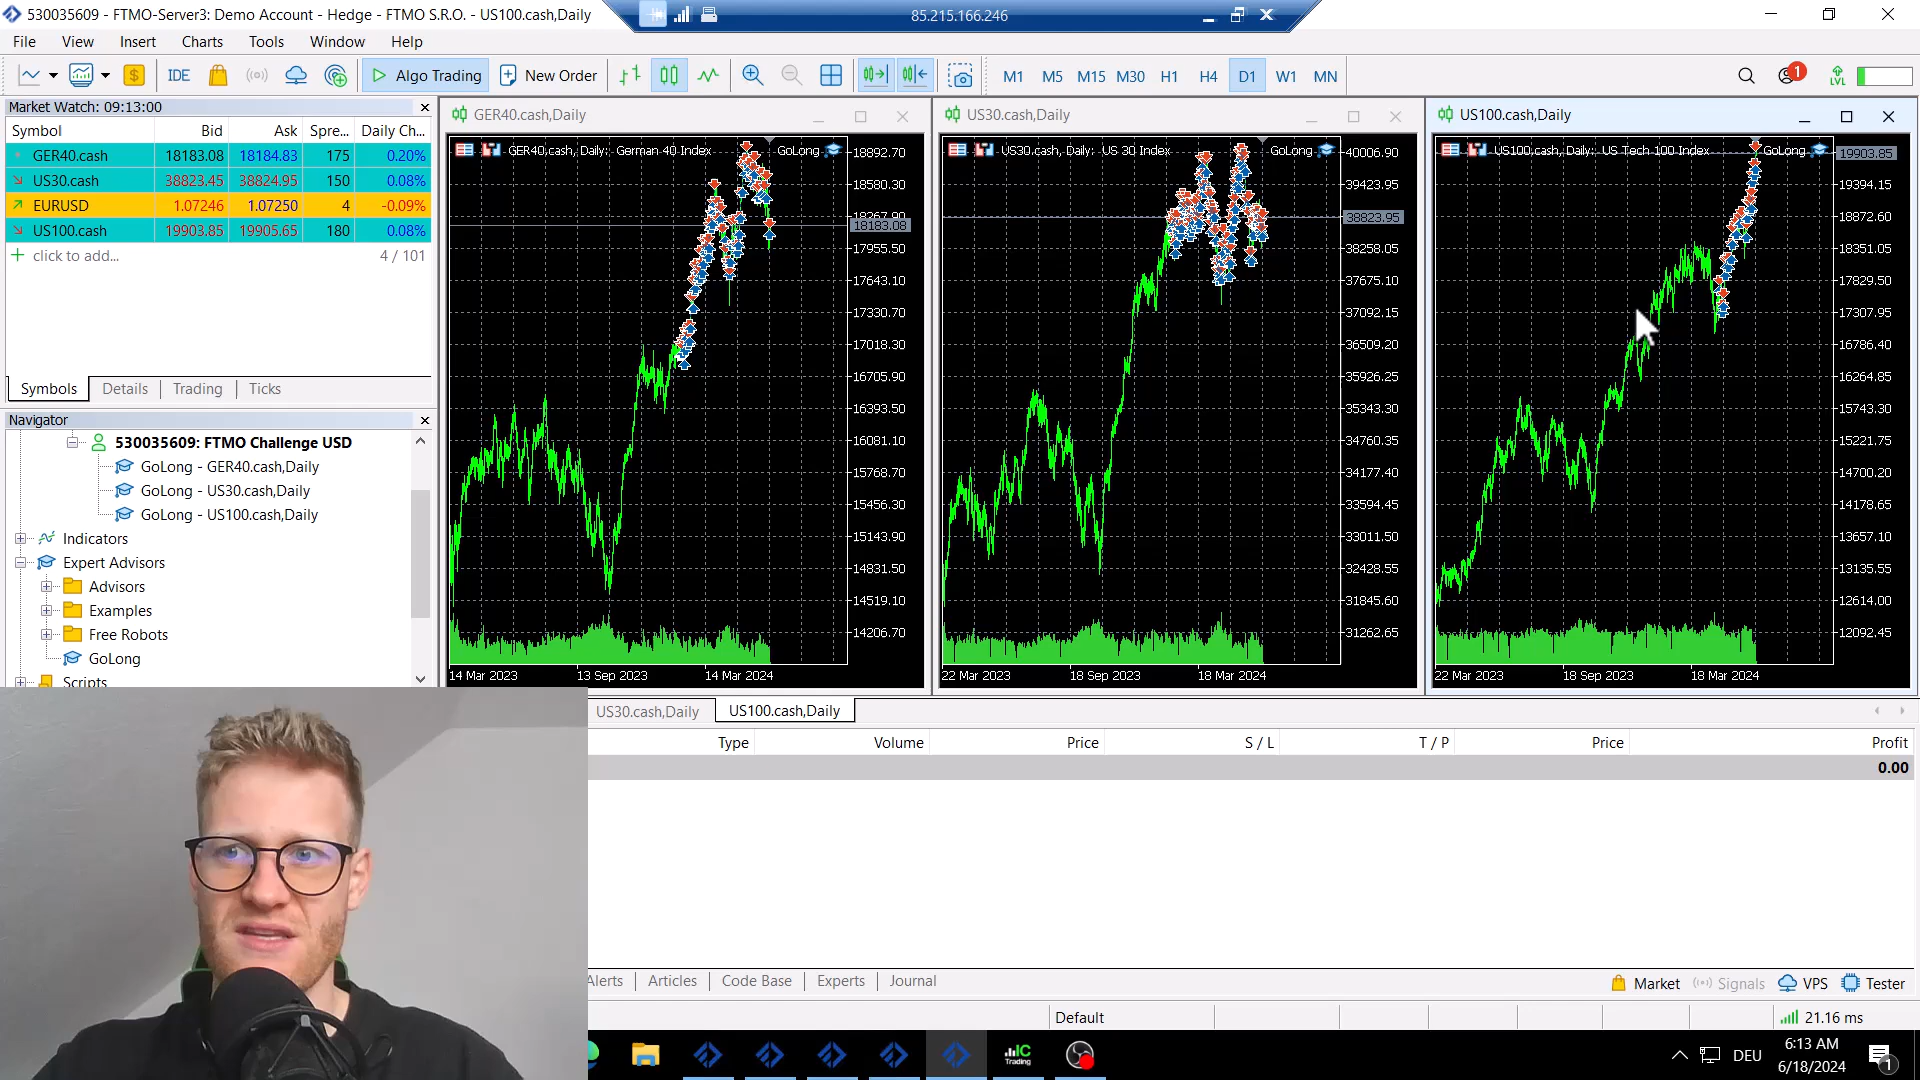 530035609 - FTMO-Server3: Demo Account - Hedge - FTMO S.R.O. - US100.cash,Daily
85.215.166.246
File View Insert Charts Tools Window Help
IDE Algo Trading New Order M1 M5 M15 M30 H1 H4 D1 W1 MN 1 LVL
Market Watch: 09:13:00
Symbol Bid Ask Spre... Daily Ch...
GER40.cash 18183.08 18184.83 175 0.20%
US30.cash 38823.45 38824.95 150 0.08%
EURUSD 1.07246 1.07250 4 -0.09%
US100.cash 19903.85 19905.65 180 0.08%
click to add... 4 / 101
Symbols Details Trading Ticks
Navigator
530035609: FTMO Challenge USD
GoLong - GER40.cash,Daily
GoLong - US30.cash,Daily
GoLong - US100.cash,Daily
Indicators
Expert Advisors
Advisors
Examples
Free Robots
GoLong
Scripts
GER40.cash,Daily
GER40.cash, Daily: German 40 Index GoLong
18892.70
18580.30
18267.90
18183.08
17955.50
17643.10
17330.70
17018.30
16705.90
16393.50
16081.10
15768.70
15456.30
15143.90
14831.50
14519.10
14206.70
14 Mar 2023 13 Sep 2023 14 Mar 2024
US30.cash,Daily
US30.cash, Daily: US 30 Index GoLong
40006.90
39423.95
38823.95
38258.05
37675.10
37092.15
36509.20
35926.25
35343.30
34760.35
34177.40
33594.45
33011.50
32428.55
31845.60
31262.65
22 Mar 2023 18 Sep 2023 18 Mar 2024
US100.cash,Daily
US100.cash, Daily: US Tech 100 Index GoLong
19903.85
19394.15
18872.60
18351.05
17829.50
17307.95
16786.40
16264.85
15743.30
15221.75
14700.20
14178.65
13657.10
13135.55
12614.00
12092.45
22 Mar 2023 18 Sep 2023 18 Mar 2024
US30.cash,Daily US100.cash,Daily
Type Volume Price S / L T / P Price Profit
0.00
Alerts Articles Code Base Experts Journal
Market Signals VPS Tester
Default 21.16 ms
IC
Trading
DEU
6:13 AM
6/18/2024
1